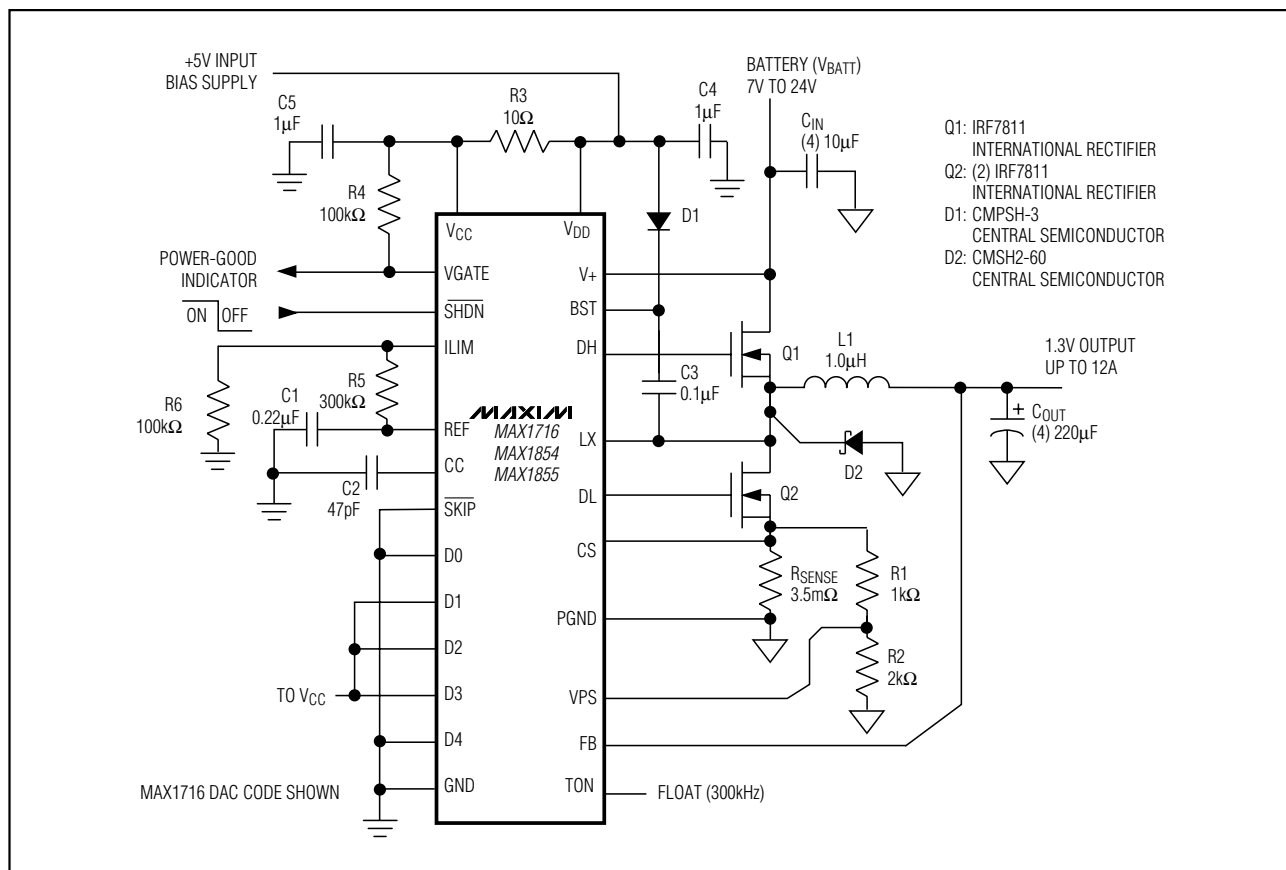 +5V INPUT
BIAS SUPPLY
BATTERY (VBATT)
7V TO 24V
C5
1μF
R3
10Ω
C4
1μF
CIN
(4) 10μF
Q1: IRF7811
INTERNATIONAL RECTIFIER
Q2: (2) IRF7811
INTERNATIONAL RECTIFIER
D1: CMPSH-3
CENTRAL SEMICONDUCTOR
D2: CMSH2-60
CENTRAL SEMICONDUCTOR
R4
100kΩ
D1
VCC
VDD
POWER-GOOD
INDICATOR
VGATE
V+
ON OFF
SHDN
BST
ILIM
DH
Q1
L1
1.0μH
1.3V OUTPUT
UP TO 12A
R6
100kΩ
C1
0.22μF
R5
300kΩ
C3
0.1μF
+
COUT
(4) 220μF
MAXIM
MAX1716
MAX1854
MAX1855
REF
LX
D2
CC
C2
47pF
DL
Q2
SKIP
CS
D0
RSENSE
3.5mΩ
R1
1kΩ
D1
PGND
D2
R2
2kΩ
TO VCC
D3
VPS
D4
FB
MAX1716 DAC CODE SHOWN
GND
TON
FLOAT (300kHz)